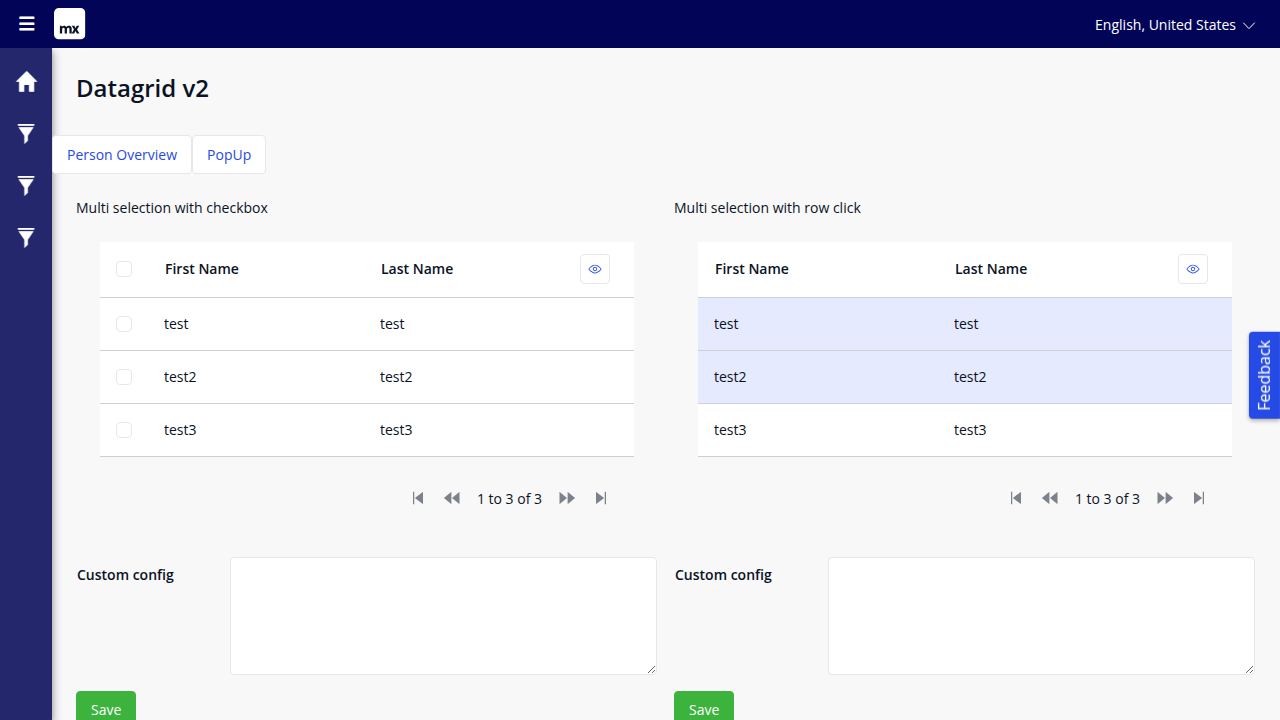 mx
English, United States
Datagrid v2
Person Overview
PopUp
Multi selection with checkbox
First Name Last Name
test test
test2 test2
test3 test3
1 to 3 of 3
Custom config
Save
Multi selection with row click
First Name Last Name
test test
test2 test2
test3 test3
1 to 3 of 3
Custom config
Save
Feedback